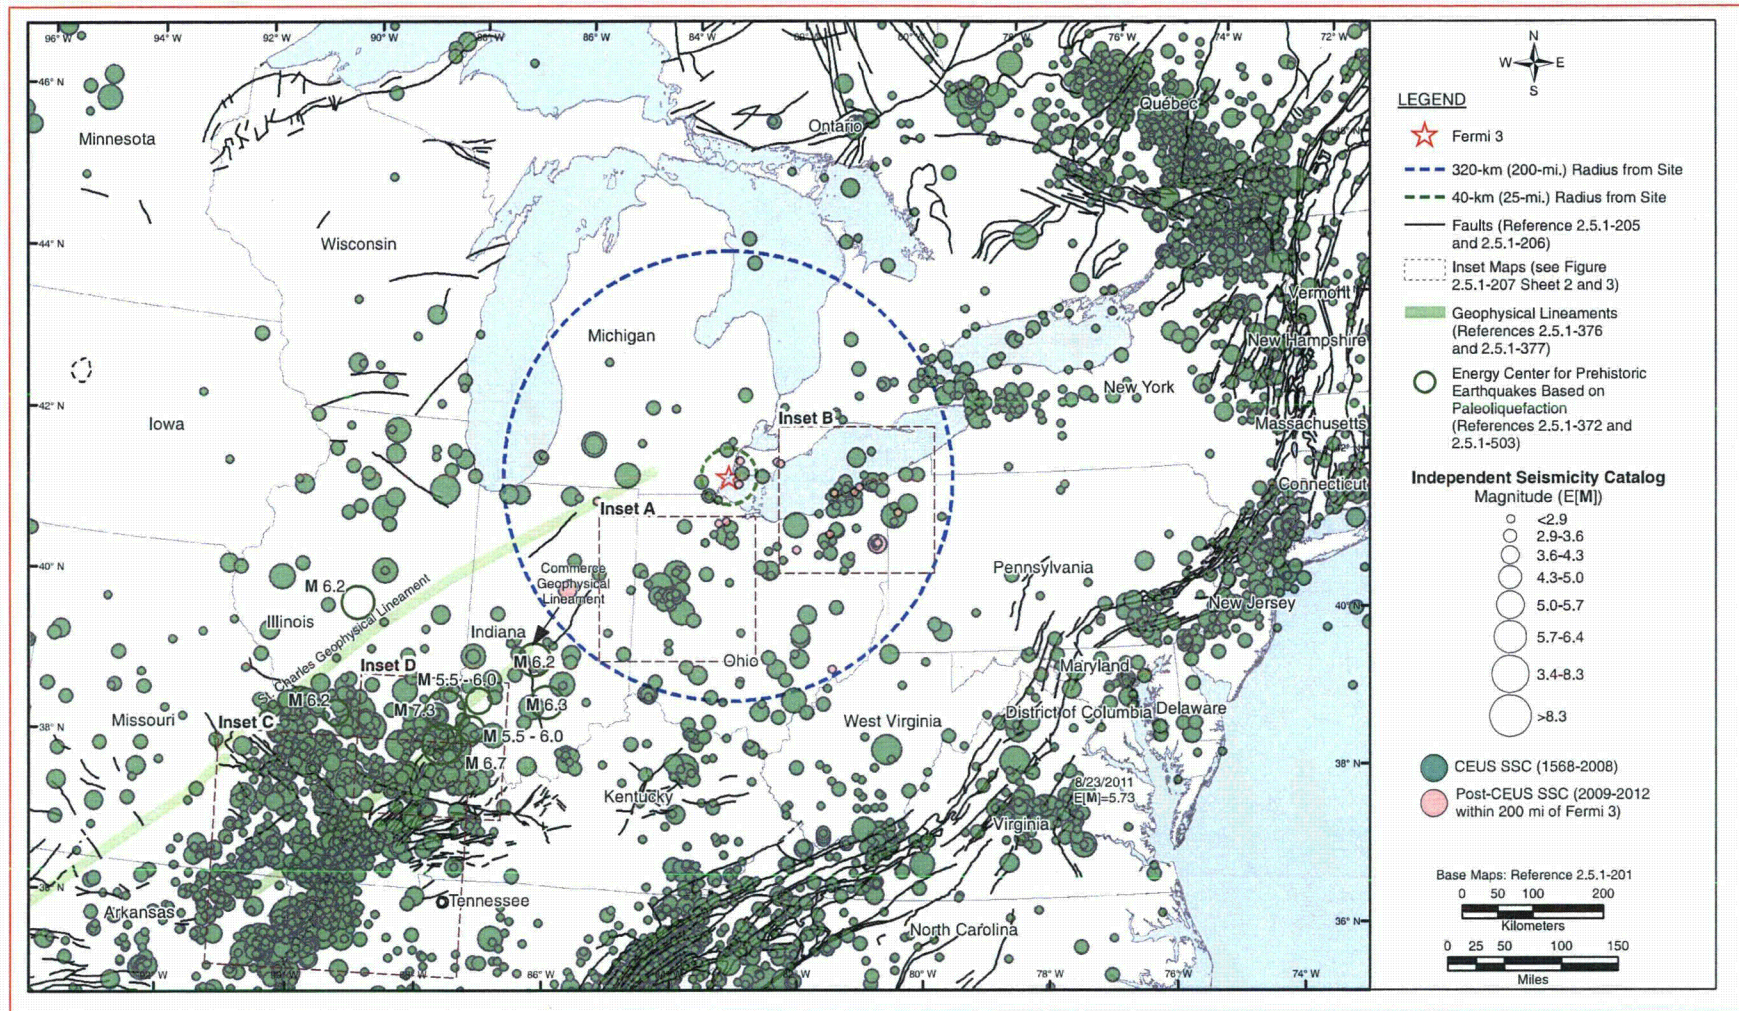 96° W
94° W
92° W
90° W
86° W
84° W
80° W
78° W
76° W
74° W
72° W
46° N
Minnesota
Ontario
Québec
44° N
Wisconsin
Vermont
Michigan
New Hampshire
New York
42° N
Iowa
Inset B
Massachusetts
Connecticut
Inset A
40° N
Commerce
Geophysical
Lineament
M 6.2
Pennsylvania
New Jersey
40° N
Illinois
St. Charles Geophysical Lineament
Indiana
Ohio
Maryland
Inset D
M 6.2
M 5.5 - 6.0
M 6.2
M 7.3
M 6.3
Missouri
Inset C
38° N
M 5.5 - 6.0
M 6.7
West Virginia
District of Columbia
Delaware
38° N
Kentucky
8/23/2011
E[M]=5.73
Virginia
Arkansas
Tennessee
North Carolina
36° N
86° W
80° W
78° W
76° W
74° W
N
W
E
S
LEGEND
Fermi 3
320-km (200-mi.) Radius from Site
40-km (25-mi.) Radius from Site
Faults (Reference 2.5.1-205
and 2.5.1-206)
Inset Maps (see Figure
2.5.1-207 Sheet 2 and 3)
Geophysical Lineaments
(References 2.5.1-376
and 2.5.1-377)
Energy Center for Prehistoric
Earthquakes Based on
Paleoliquefaction
(References 2.5.1-372 and
2.5.1-503)
Independent Seismicity Catalog
Magnitude (E[M])
<2.9
2.9-3.6
3.6-4.3
4.3-5.0
5.0-5.7
5.7-6.4
3.4-8.3
>8.3
CEUS SSC (1568-2008)
Post-CEUS SSC (2009-2012
within 200 mi of Fermi 3)
Base Maps: Reference 2.5.1-201
0 50 100 200
Kilometers
0 25 50 100 150
Miles